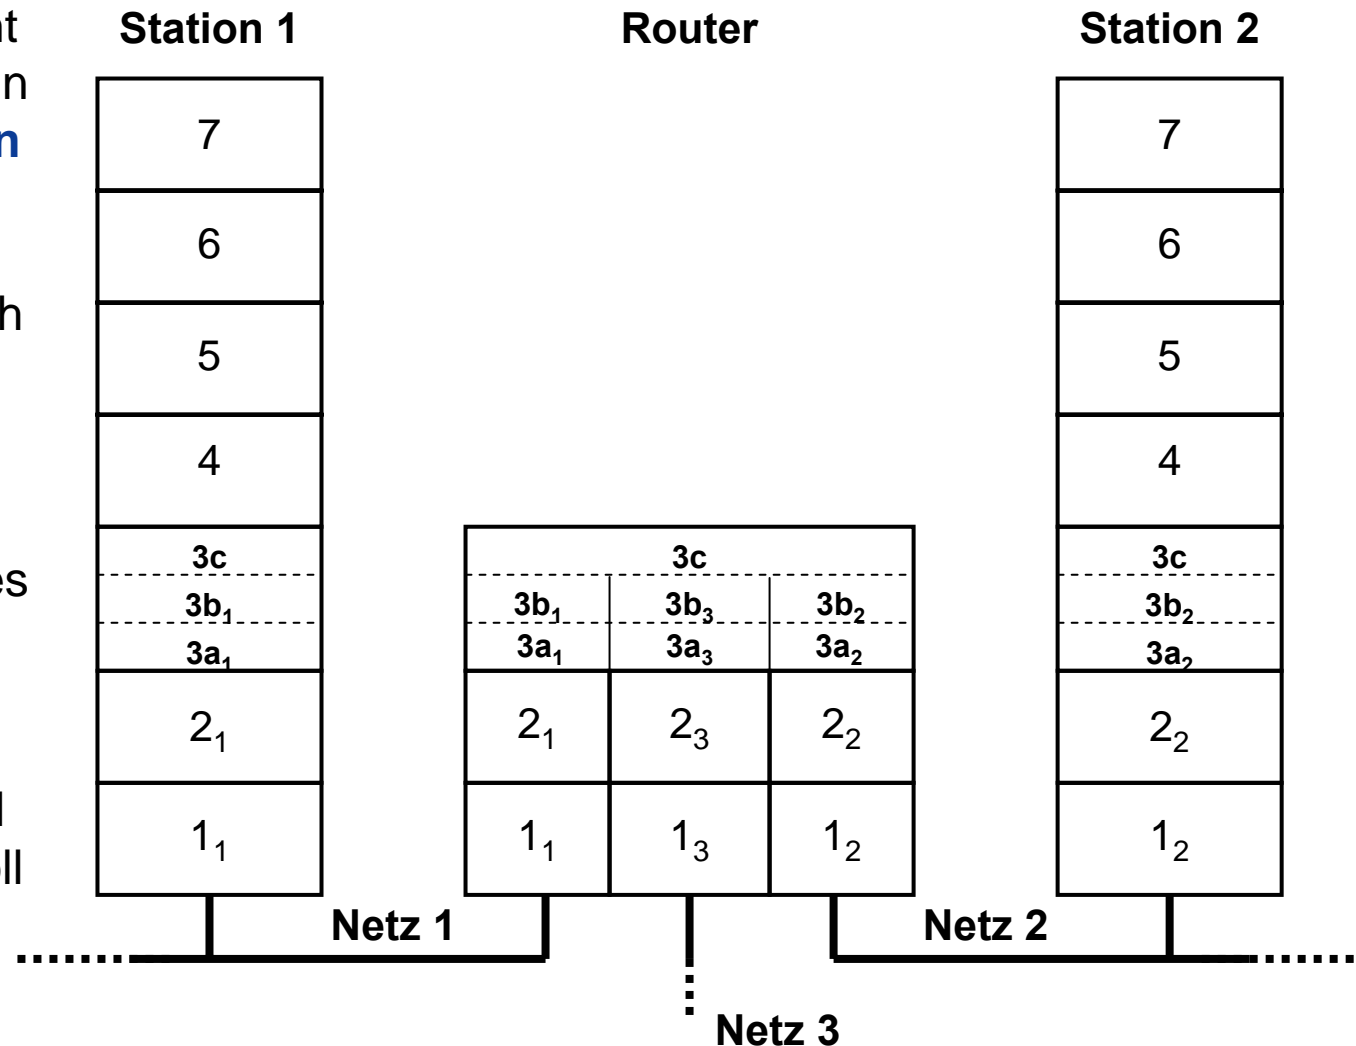 Station 1 Router Station 2
7 7
6 6
5 5
4 4
3c 3c 3c
3b₁ 3b₁ 3b₃ 3b₂ 3b₂
3a₁ 3a₁ 3a₃ 3a₂ 3a₂
2₁ 2₁ 2₃ 2₂ 2₂
1₁ 1₁ 1₃ 1₂ 1₂
Netz 1 Netz 2
Netz 3